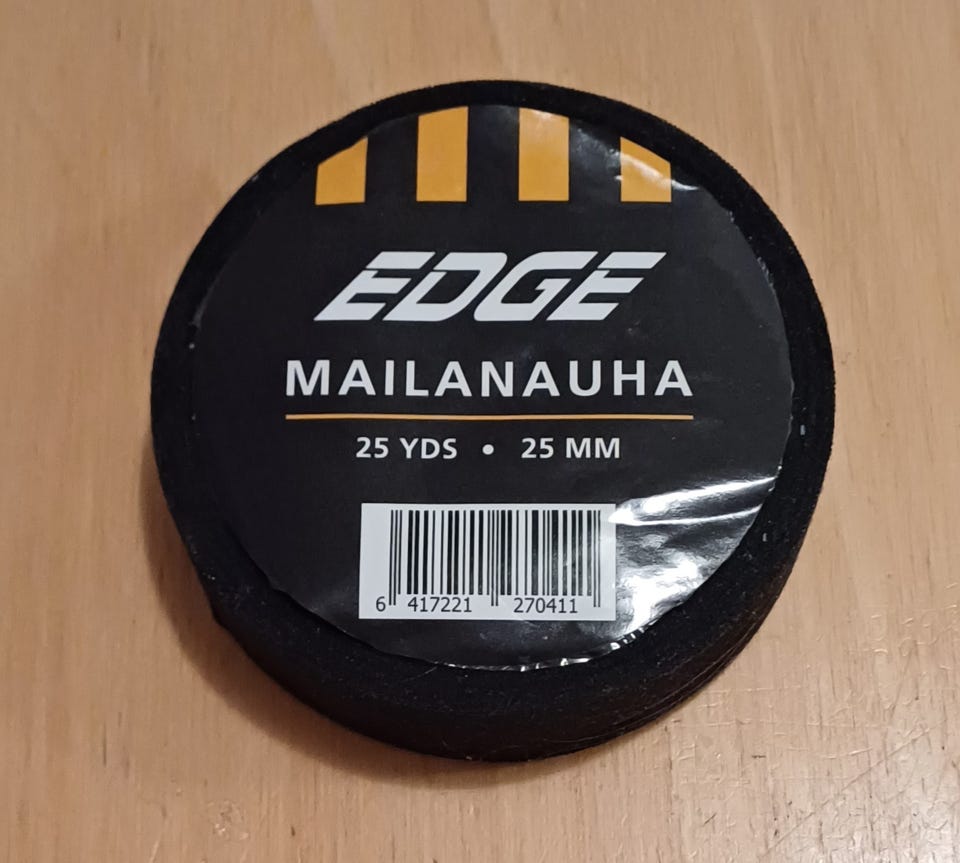 EDGE
MAILANAUHA
25 YDS • 25 MM
6 417221 270411